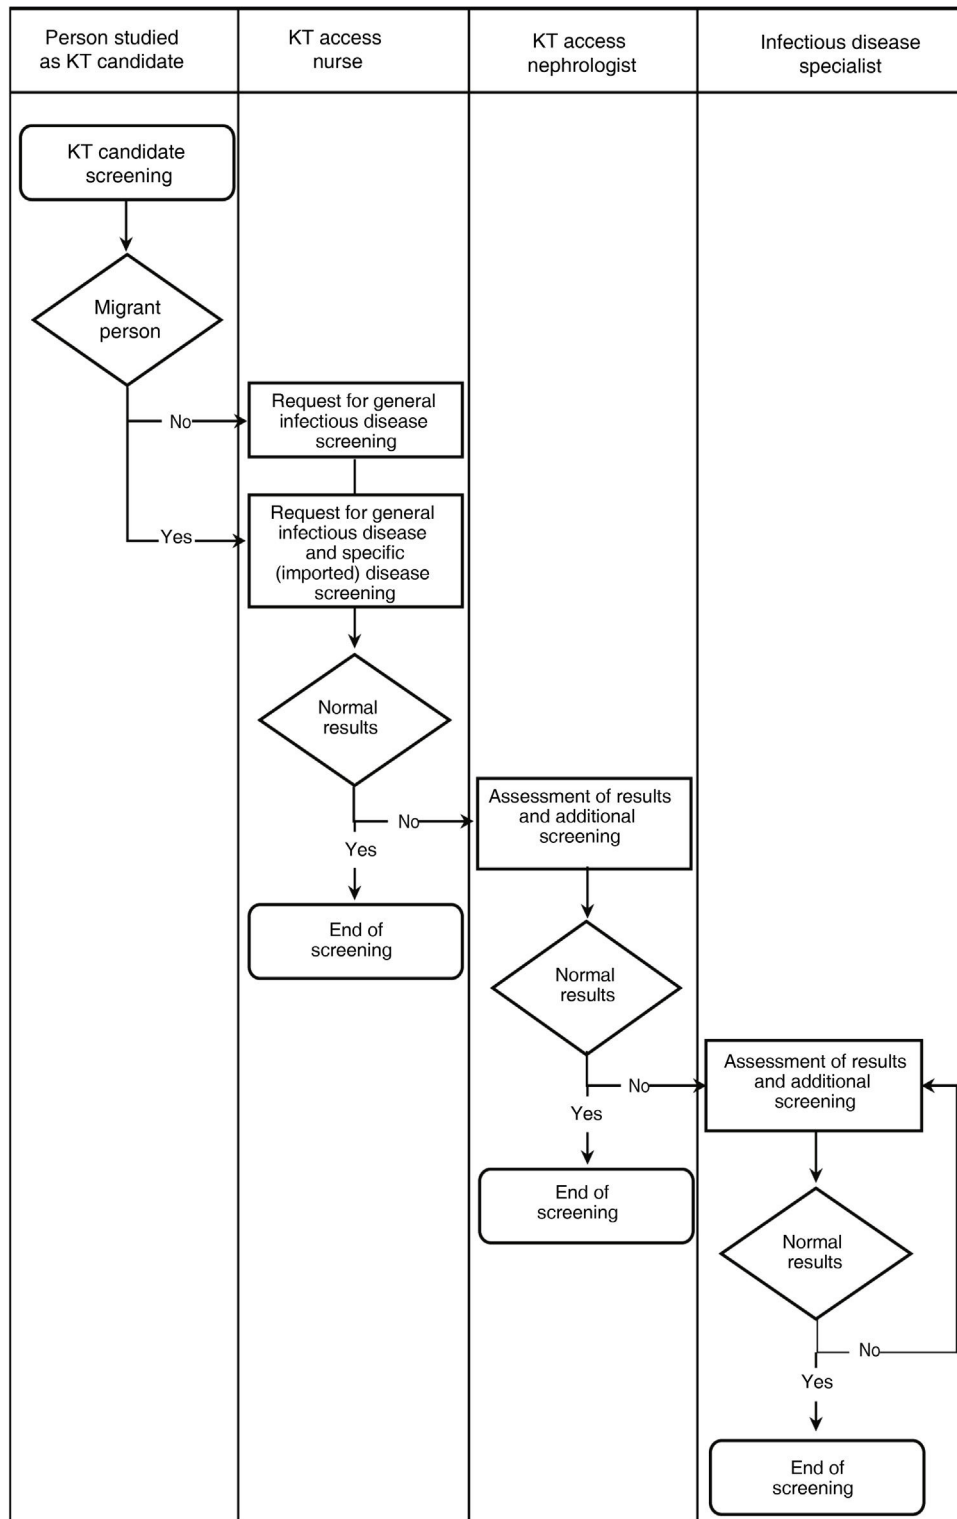 Person studied
as KT candidate
KT access
nurse
KT access
nephrologist
Infectious disease
specialist
KT candidate
screening
Migrant
person
No
Request for general
infectious disease
screening
Yes
Request for general
infectious disease
and specific
(imported) disease
screening
Normal
results
No
Yes
End of
screening
Assessment of results
and additional
screening
Normal
results
No
Yes
End of
screening
Assessment of results
and additional
screening
Normal
results
No
Yes
End of
screening